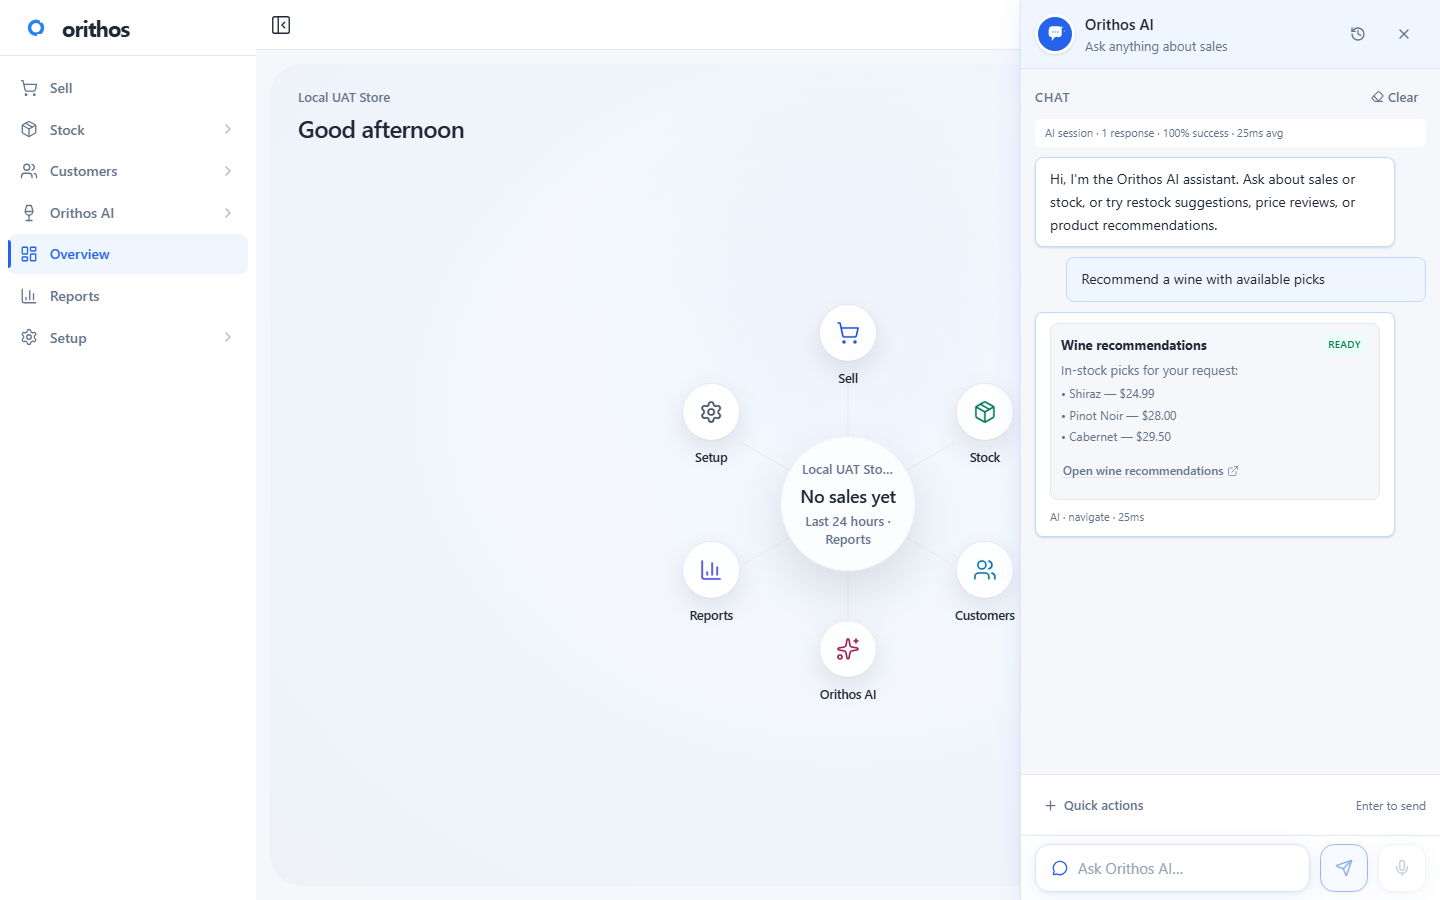 orithos
Sell
Stock
Customers
Orithos AI
Overview
Reports
Setup
Local UAT Store
Good afternoon
Sell
Setup
Stock
Local UAT Sto...
No sales yet
Last 24 hours ·
Reports
Reports
Customers
Orithos AI
Orithos AI
Ask anything about sales
CHAT
Clear
AI session · 1 response · 100% success · 25ms avg
Hi, I'm the Orithos AI assistant. Ask about sales or
stock, or try restock suggestions, price reviews, or
product recommendations.
Recommend a wine with available picks
Wine recommendations
READY
In-stock picks for your request:
• Shiraz — $24.99
• Pinot Noir — $28.00
• Cabernet — $29.50
Open wine recommendations
AI · navigate · 25ms
Quick actions
Enter to send
Ask Orithos AI...